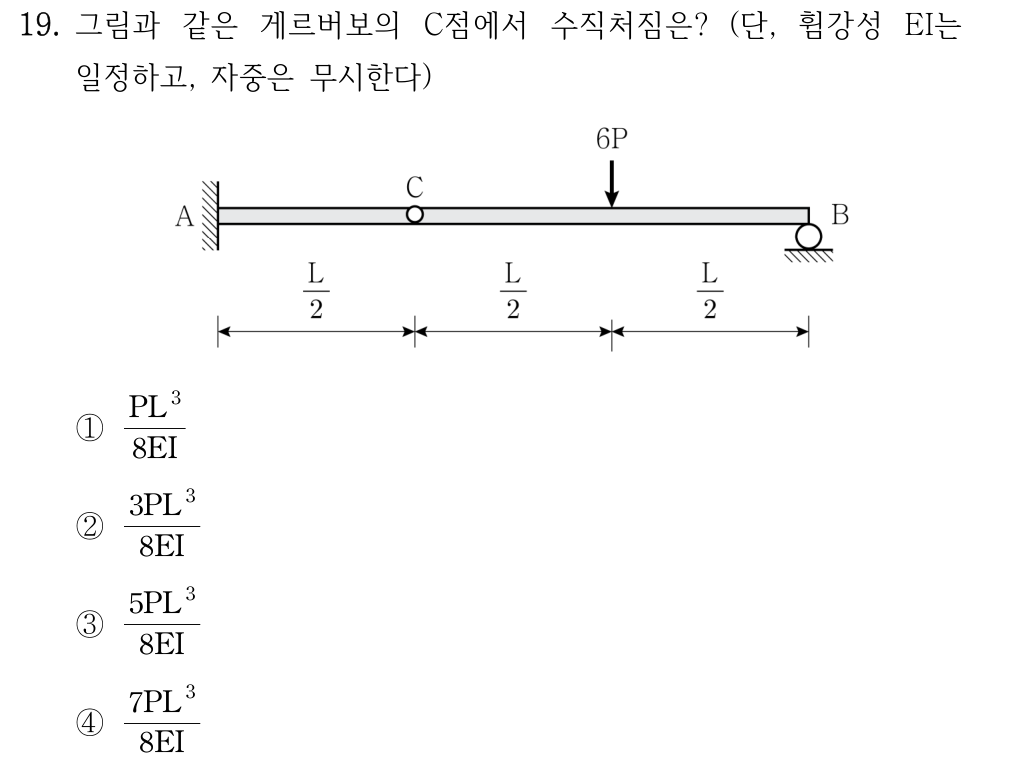 19. 그림과 같은 게르버보의 C점에서 수직처짐은? (단, 휨강성 EI는
일정하고, 자중은 무시한다)
6P
C
A
B
L/2 L/2 L/2
① PL³/8EI
② 3PL³/8EI
③ 5PL³/8EI
④ 7PL³/8EI